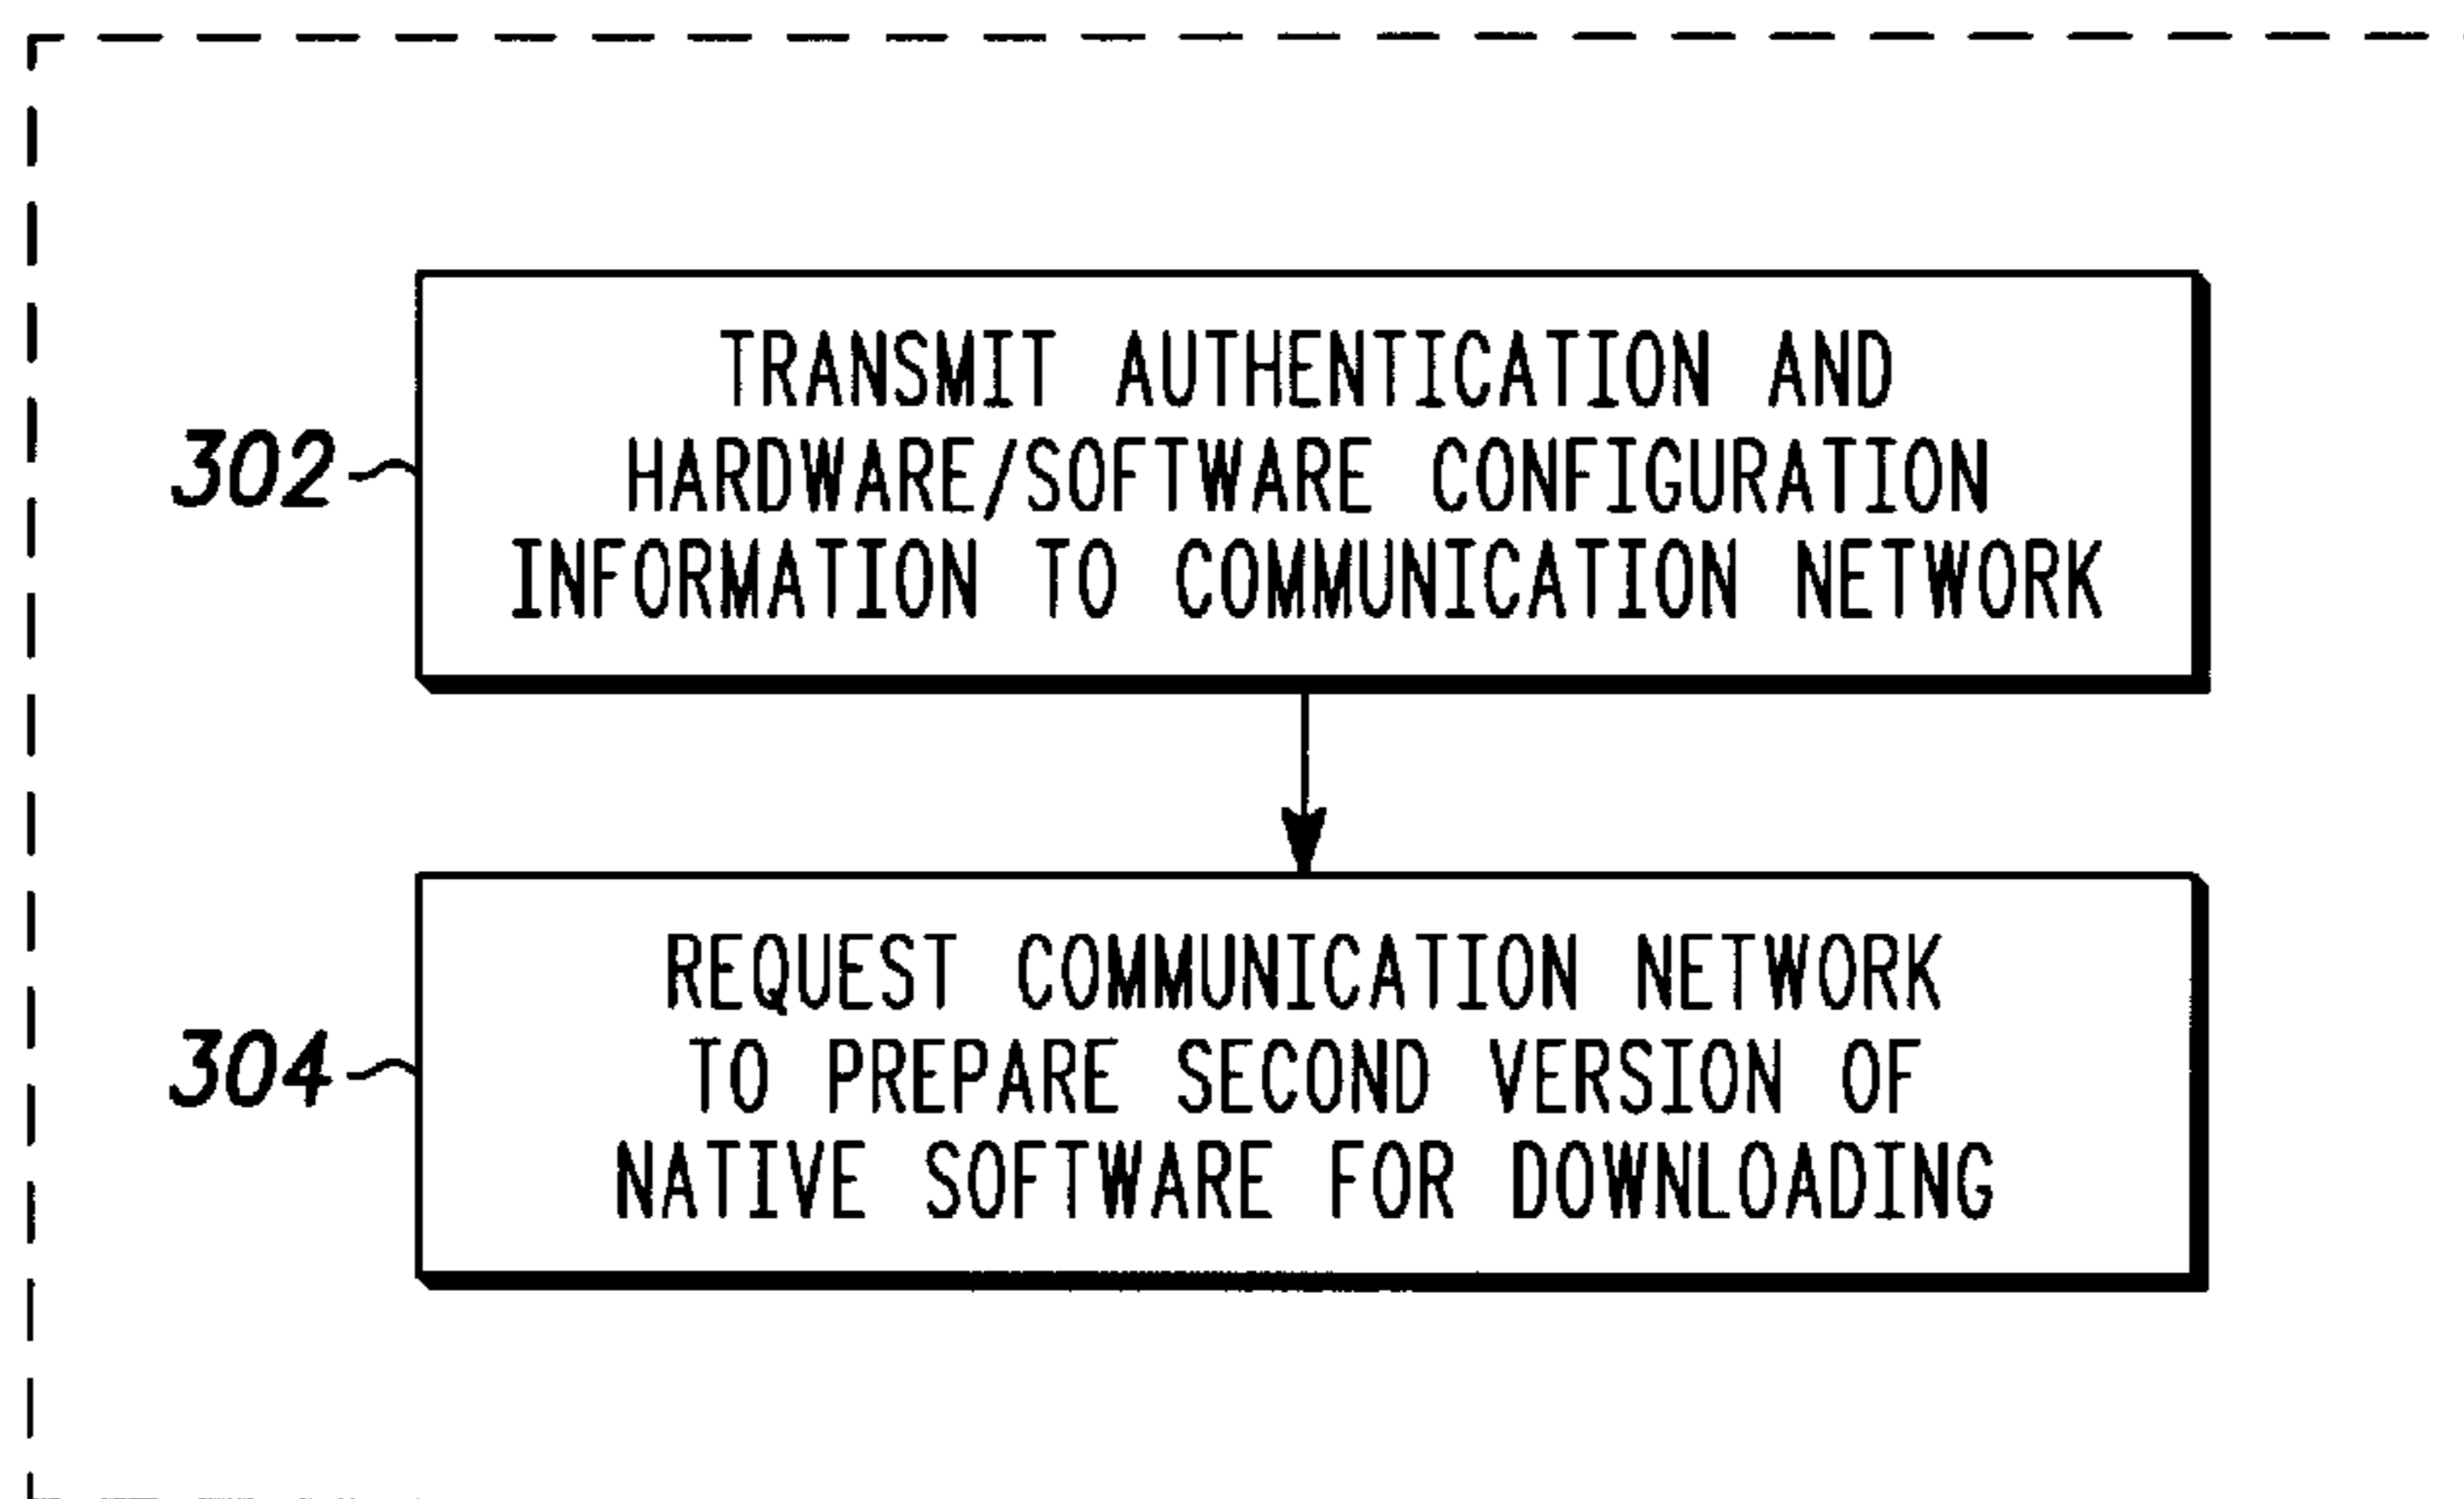 TRANSMIT AUTHENTICATION AND
302 HARDWARE/SOFTWARE CONFIGURATION
INFORMATION TO COMMUNICATION NETWORK
REQUEST COMMUNICATION NETWORK
304 TO PREPARE SECOND VERSION OF
NATIVE SOFTWARE FOR DOWNLOADING